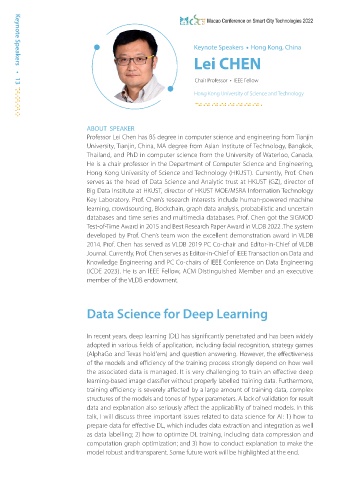 Macao Conference on Smart City Technologies 2022
Keynote Speakers • 13
Keynote Speakers • Hong Kong, China
Lei CHEN
Chair Professor • IEEE Fellow
Hong Kong University of Science and Technology
ABOUT SPEAKER
Professor Lei Chen has BS degree in computer science and engineering from Tianjin
University, Tianjin, China, MA degree from Asian Institute of Technology, Bangkok,
Thailand, and PhD in computer science from the University of Waterloo, Canada.
He is a chair professor in the Department of Computer Science and Engineering,
Hong Kong University of Science and Technology (HKUST). Currently, Prof. Chen
serves as the head of Data Science and Analytic thrust at HKUST (GZ), director of
Big Data Institute at HKUST, director of HKUST MOE/MSRA Information Technology
Key Laboratory. Prof. Chen's research interests include human-powered machine
learning, crowdsourcing, Blockchain, graph data analysis, probabilistic and uncertain
databases and time series and multimedia databases. Prof. Chen got the SIGMOD
Test-of-Time Award in 2015 and Best Research Paper Award in VLDB 2022. The system
developed by Prof. Chen's team won the excellent demonstration award in VLDB
2014. Prof. Chen has served as VLDB 2019 PC Co-chair and Editor-in-Chief of VLDB
Journal. Currently, Prof. Chen serves as Editor-in-Chief of IEEE Transaction on Data and
Knowledge Engineering and PC Co-chairs of IEEE Conference on Data Engineering
(ICDE 2023). He is an IEEE Fellow, ACM Distinguished Member and an executive
member of the VLDB endowment.
Data Science for Deep Learning
In recent years, deep learning (DL) has significantly penetrated and has been widely
adopted in various fields of application, including facial recognition, strategy games
(AlphaGo and Texas hold'em), and question answering. However, the effectiveness
of the models and efficiency of the training process strongly depend on how well
the associated data is managed. It is very challenging to train an effective deep
learning-based image classifier without properly labelled training data. Furthermore,
training efficiency is severely affected by a large amount of training data, complex
structures of the models and tones of hyper parameters. A lack of validation for result
data and explanation also seriously affect the applicability of trained models. In this
talk, I will discuss three important issues related to data science for AI: 1) how to
prepare data for effective DL, which includes data extraction and integration as well
as data labelling; 2) how to optimize DL training, including data compression and
computation graph optimization; and 3) how to conduct explanation to make the
model robust and transparent. Some future work will be highlighted at the end.